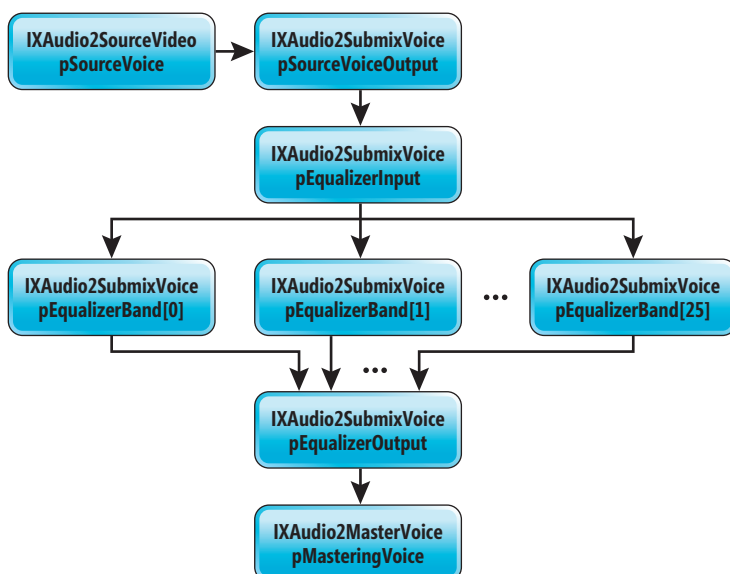 IXAudio2SourceVideo
pSourceVoice
IXAudio2SubmixVoice
pSourceVoiceOutput
IXAudio2SubmixVoice
pEqualizerInput
IXAudio2SubmixVoice
pEqualizerBand[0]
IXAudio2SubmixVoice
pEqualizerBand[1]
...
IXAudio2SubmixVoice
pEqualizerBand[25]
...
IXAudio2SubmixVoice
pEqualizerOutput
IXAudio2MasterVoice
pMasteringVoice